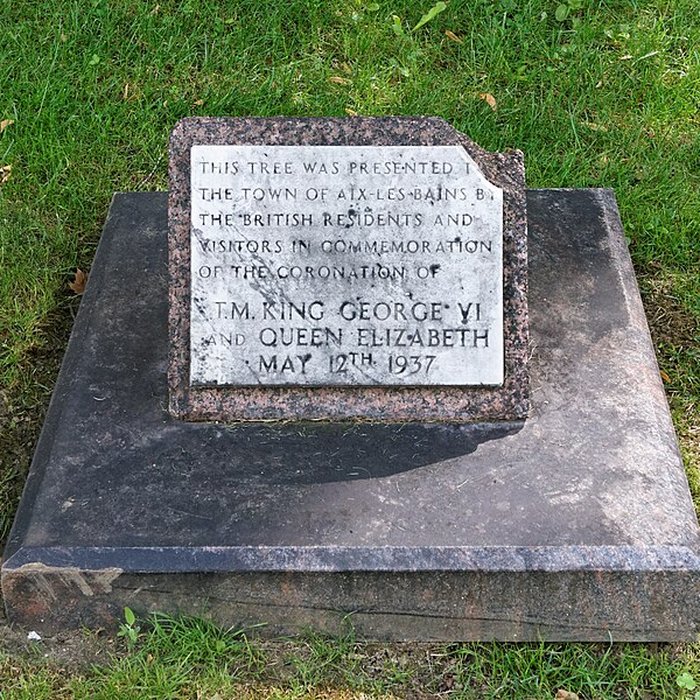 THIS TREE WAS PRESENTED T
THE TOWN OF AIX-LES-BAINS B
THE BRITISH RESIDENTS AND
VISITORS IN COMMEMORATION
OF THE CORONATION OF
T.M. KING GEORGE VI
AND QUEEN ELIZABETH
MAY 12TH 1937